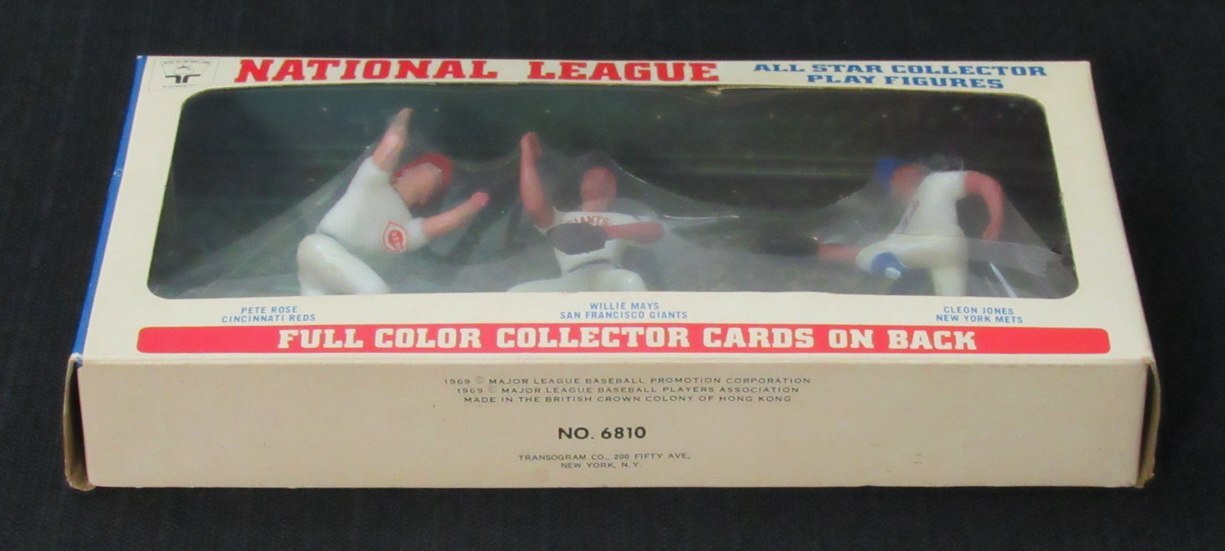 NATIONAL LEAGUE
ALL STAR COLLECTOR
PLAY FIGURES
GIANTS
PETE ROSE
CINCINNATI REDS
WILLIE MAYS
SAN FRANCISCO GIANTS
CLEON JONES
NEW YORK METS
FULL COLOR COLLECTOR CARDS ON BACK
1969 © MAJOR LEAGUE BASEBALL PROMOTION CORPORATION
1969 © MAJOR LEAGUE BASEBALL PLAYERS ASSOCIATION
MADE IN THE BRITISH CROWN COLONY OF HONG KONG
NO. 6810
TRANSOGRAM CO., 200 FIFTY AVE,
NEW YORK, N.Y.